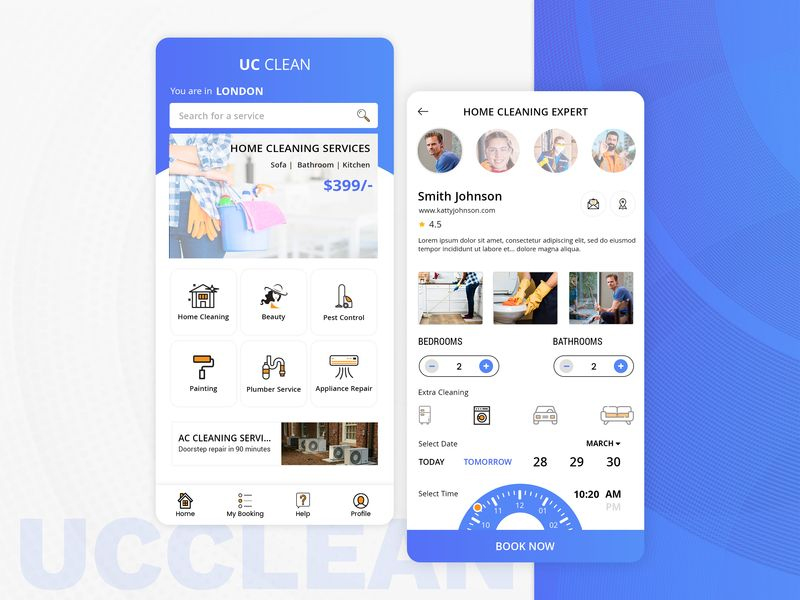 UC CLEAN
You are in LONDON
Search for a service
HOME CLEANING SERVICES
Sofa | Bathroom | Kitchen
$399/-
Home Cleaning
Beauty
Pest Control
Painting
Plumber Service
Appliance Repair
AC CLEANING SERVI...
Doorstep repair in 90 minutes
Home
My Booking
Help
Profile
HOME CLEANING EXPERT
Smith Johnson
www.kattyjohnson.com
4.5
Lorem ipsum dolor sit amet, consectetur adipiscing elit, sed do eiusmod
tempor incididunt ut labore et... dolore magna aliqua.
BEDROOMS
BATHROOMS
− 2 +
− 2 +
Extra Cleaning
Select Date
MARCH
TODAY TOMORROW 28 29 30
Select Time
10 11 12 01 02
10:20 AM
PM
BOOK NOW
UCCLEAN